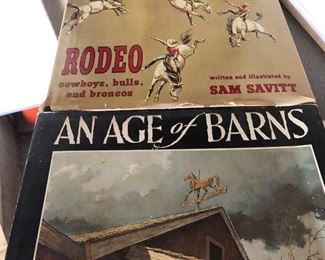 RODEO
cowboys, bulls,
and broncos
written and illustrated by
SAM SAVITT
AN AGE of BARNS